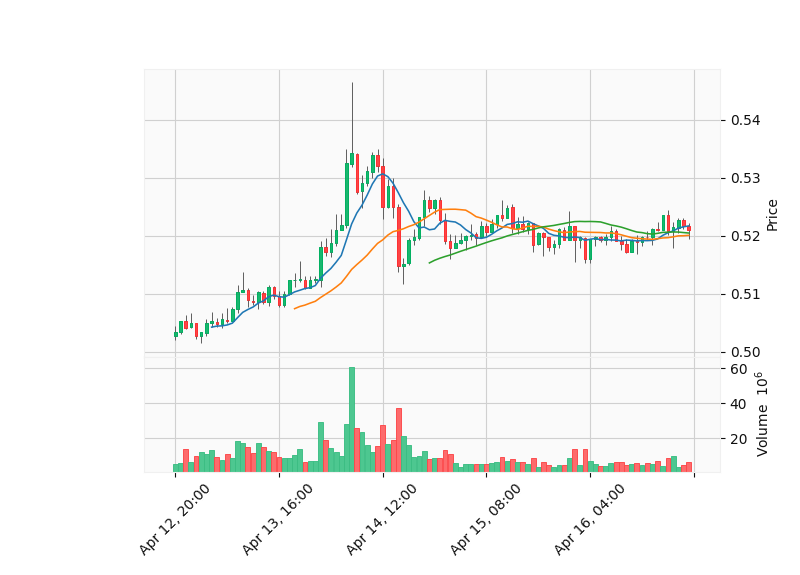 0.54
0.53
0.52
0.51
0.50
Price
60
40
20
Volume 10^6
Apr 12, 20:00
Apr 13, 16:00
Apr 14, 12:00
Apr 15, 08:00
Apr 16, 04:00